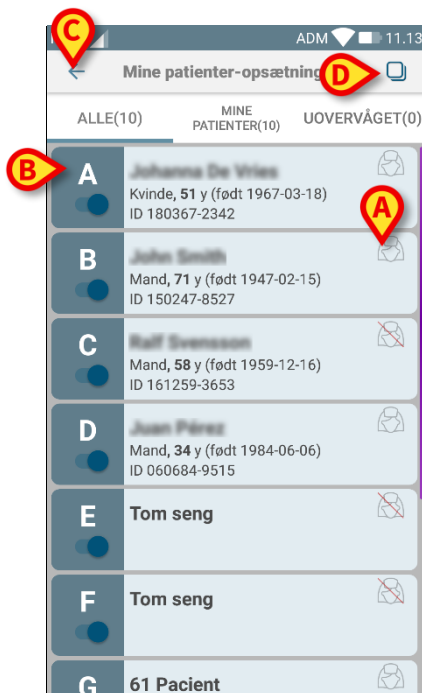 C
ADM 11.13
Mine patienter-opsætning
D
ALLE(10)
MINE
PATIENTER(10)
UOVERVÅGET(0)
B
A
Kvinde, 51 y (født 1967-03-18)
ID 180367-2342
A
B
Mand, 71 y (født 1947-02-15)
ID 150247-8527
C
Mand, 58 y (født 1959-12-16)
ID 161259-3653
D
Mand, 34 y (født 1984-06-06)
ID 060684-9515
E
Tom seng
F
Tom seng
G
61 Pacient